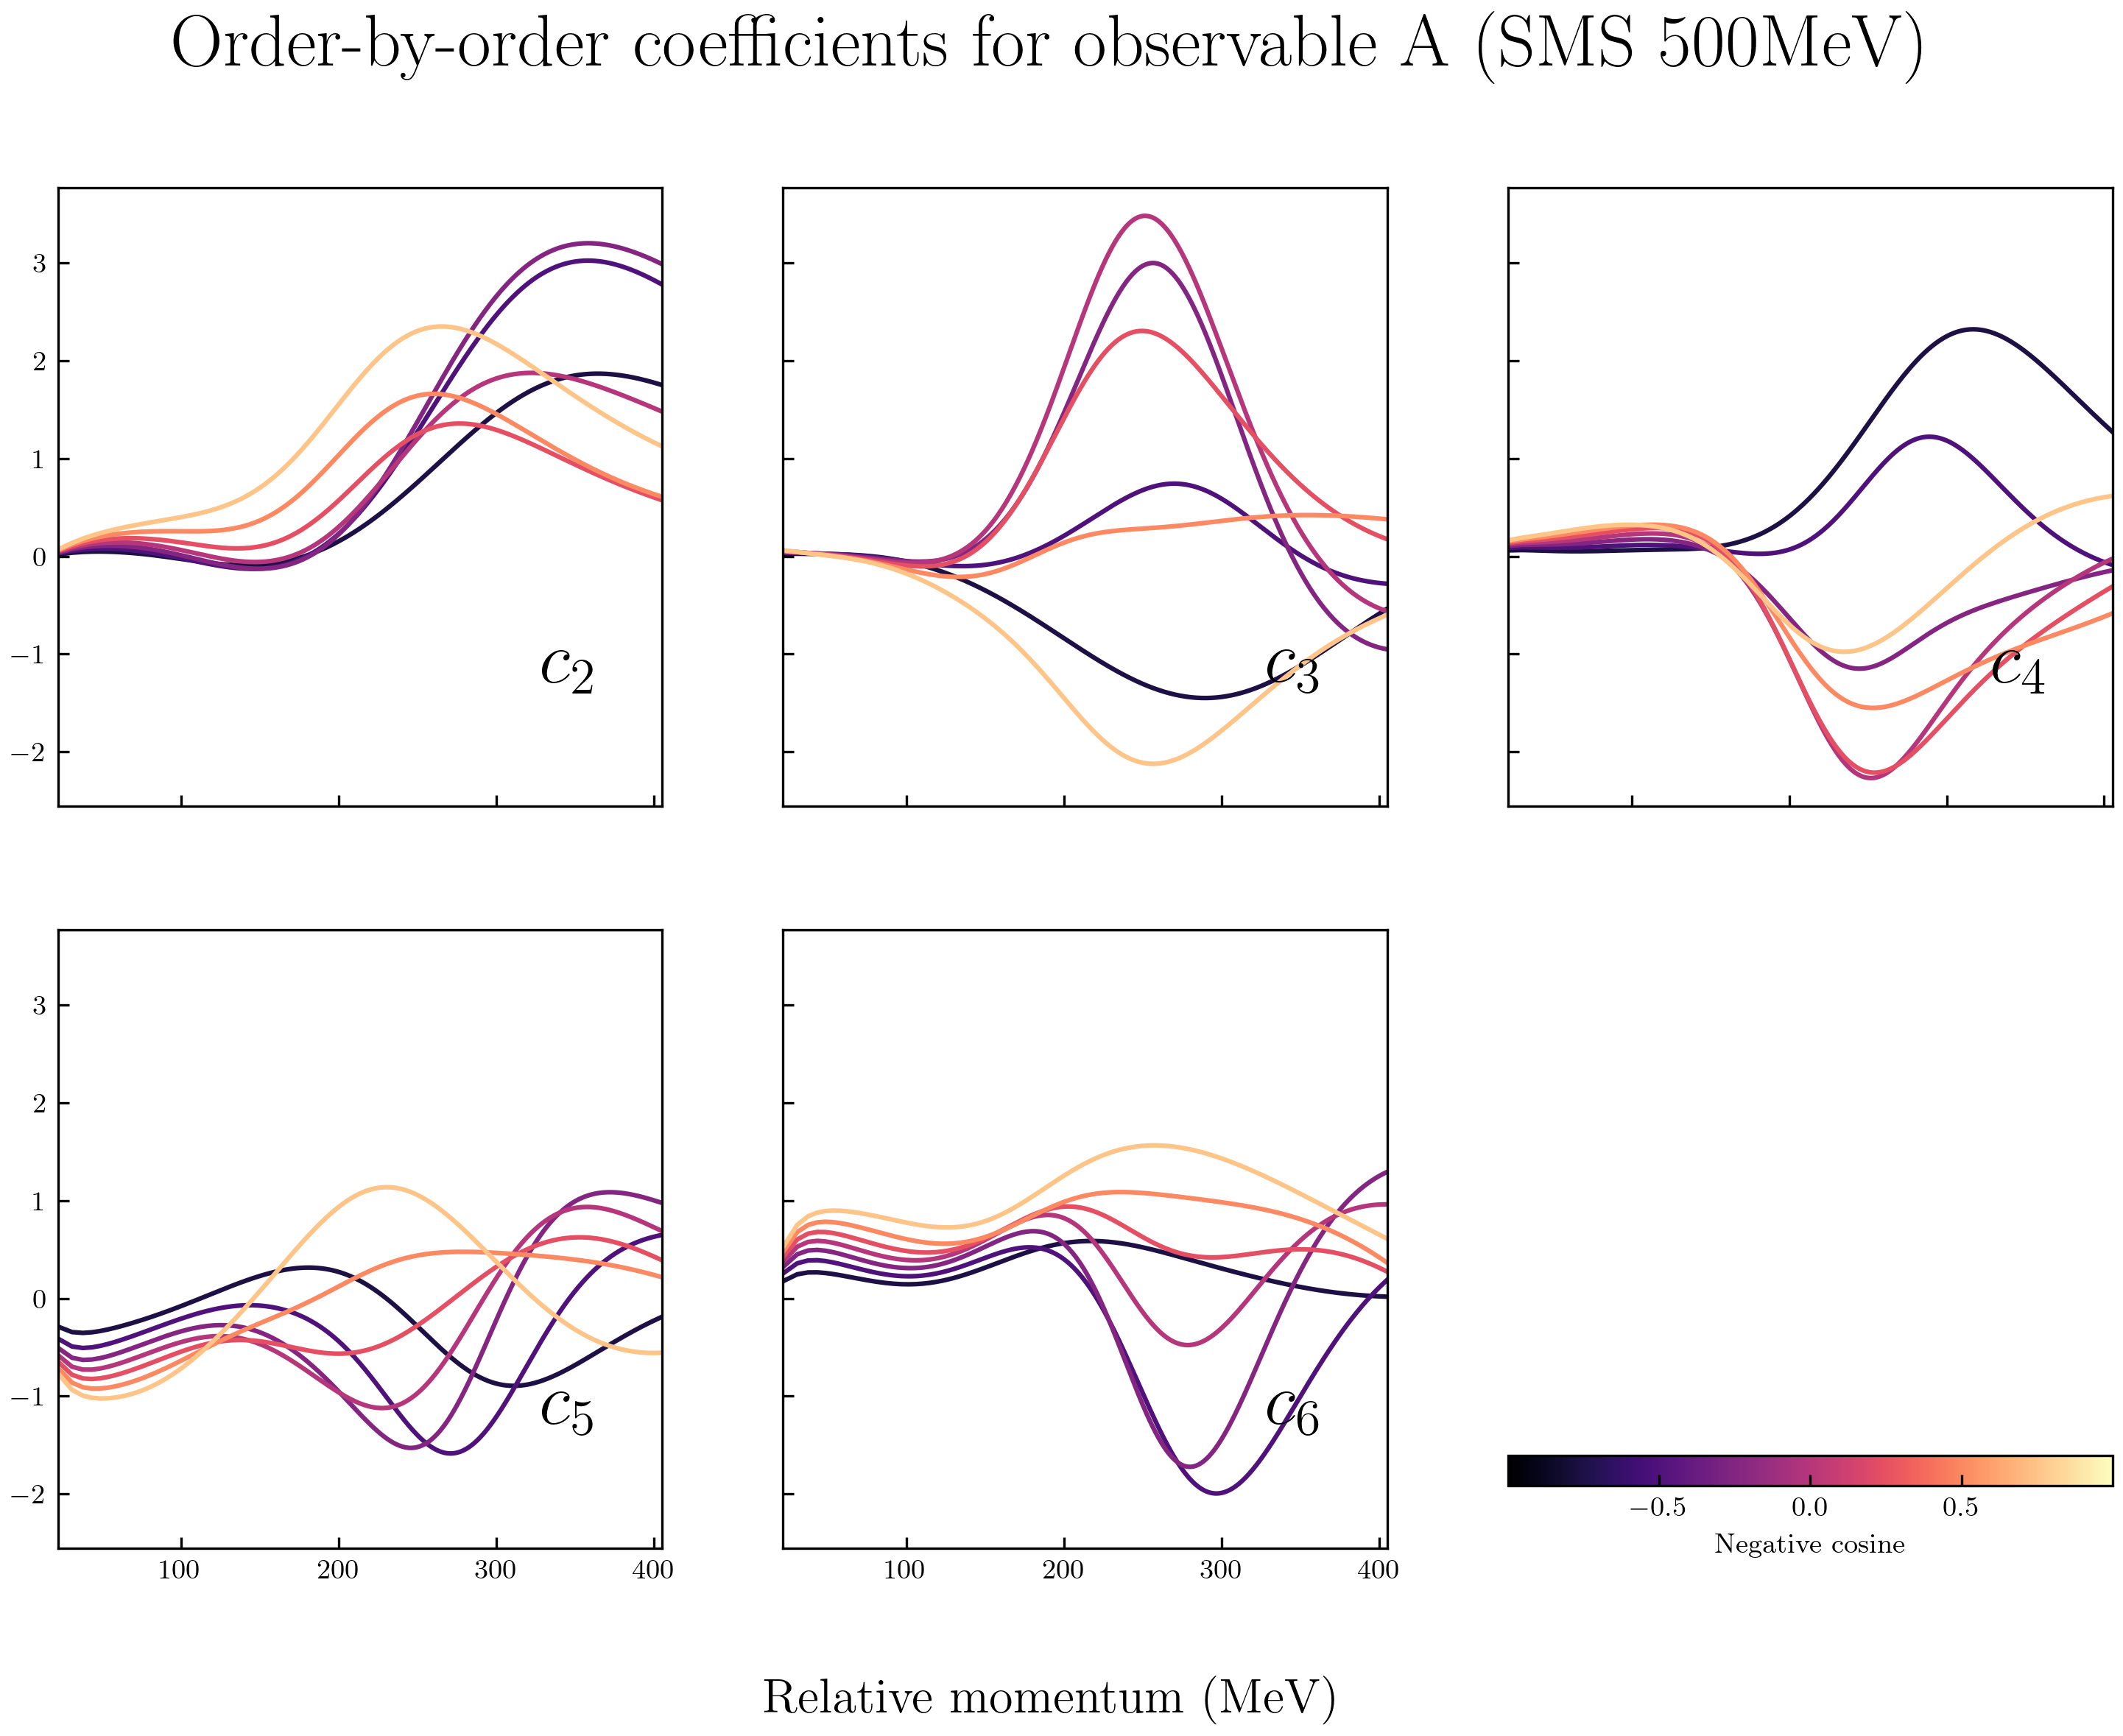 Order-by-order coefficients for observable A (SMS 500MeV)
3
2
1
0
−1
−2
c2
c3
c4
3
2
1
0
−1
−2
c5
c6
100 200 300 400
100 200 300 400
−0.5 0.0 0.5
Negative cosine
Relative momentum (MeV)